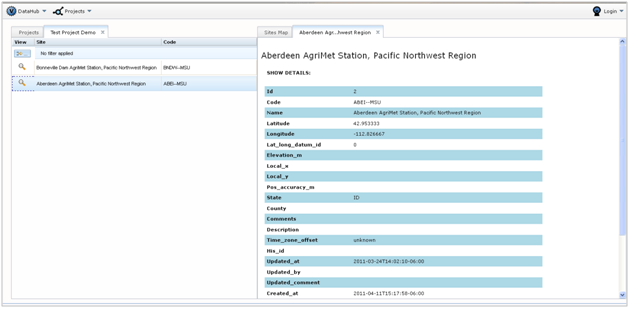 DataHub Projects Login
Projects Test Project Demo
View Site Code
No filter applied
Bonneville Dam AgriMet Station, Pacific Northwest Region BNDW--MSU
Aberdeen AgriMet Station, Pacific Northwest Region ABEI--MSU
Sites Map Aberdeen Agr...hwest Region
Aberdeen AgriMet Station, Pacific Northwest Region
SHOW DETAILS:
Id 2
Code ABEI--MSU
Name Aberdeen AgriMet Station, Pacific Northwest Region
Latitude 42.953333
Longitude -112.826667
Lat_long_datum_id 0
Elevation_m
Local_x
Local_y
Pos_accuracy_m
State ID
County
Comments
Description
Time_zone_offset unknown
His_id
Updated_at 2011-03-24T14:02:10-06:00
Updated_by
Updated_comment
Created_at 2011-04-11T15:17:58-06:00